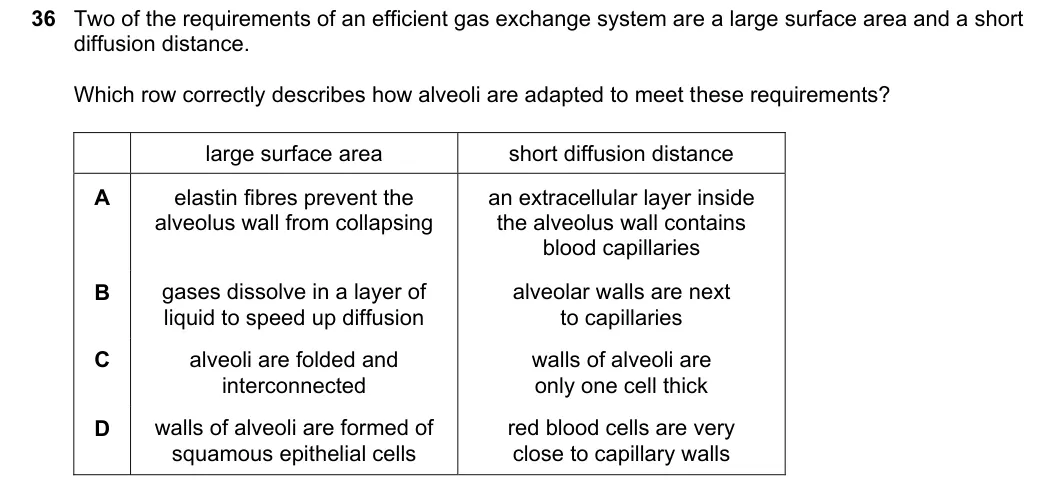 36 Two of the requirements of an efficient gas exchange system are a large surface area and a short
diffusion distance.
Which row correctly describes how alveoli are adapted to meet these requirements?
large surface area short diffusion distance
A elastin fibres prevent the an extracellular layer inside
alveolus wall from collapsing the alveolus wall contains
blood capillaries
B gases dissolve in a layer of alveolar walls are next
liquid to speed up diffusion to capillaries
C alveoli are folded and walls of alveoli are
interconnected only one cell thick
D walls of alveoli are formed of red blood cells are very
squamous epithelial cells close to capillary walls